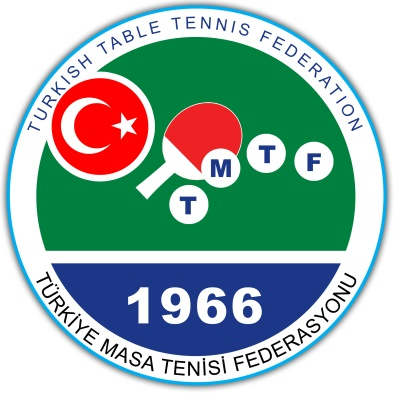 TURKISH TABLE TENNIS FEDERATION
T M T F
1966
TÜRKİYE MASA TENİSİ FEDERASYONU